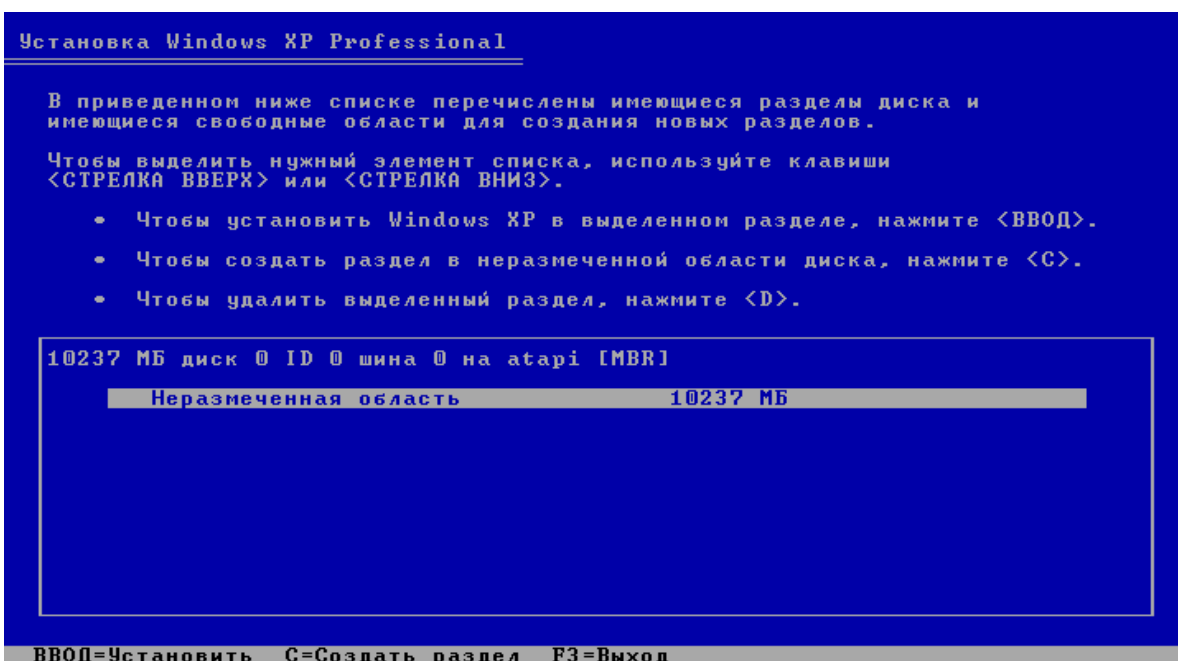 Установка Windows XP Professional
В приведенном ниже списке перечислены имеющиеся разделы диска и
имеющиеся свободные области для создания новых разделов.
Чтобы выделить нужный элемент списка, используйте клавиши
<СТРЕЛКА ВВЕРХ> или <СТРЕЛКА ВНИЗ>.
• Чтобы установить Windows XP в выделенном разделе, нажмите <ВВОД>.
• Чтобы создать раздел в неразмеченной области диска, нажмите <C>.
• Чтобы удалить выделенный раздел, нажмите <D>.
10237 МБ диск 0 ID 0 шина 0 на atapi [MBR]
Неразмеченная область 10237 МБ
ВВОД=Установить C=Создать раздел F3=Выход